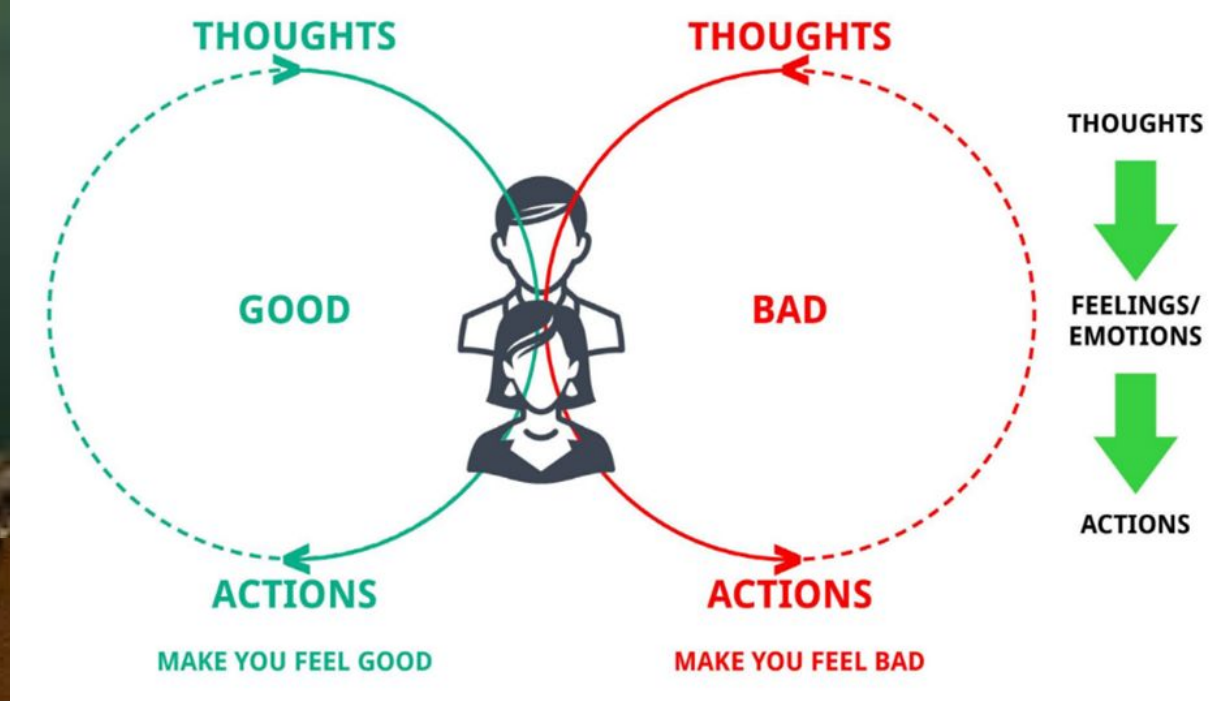 THOUGHTS
THOUGHTS
GOOD
BAD
ACTIONS
ACTIONS
MAKE YOU FEEL GOOD
MAKE YOU FEEL BAD
THOUGHTS
FEELINGS/
EMOTIONS
ACTIONS